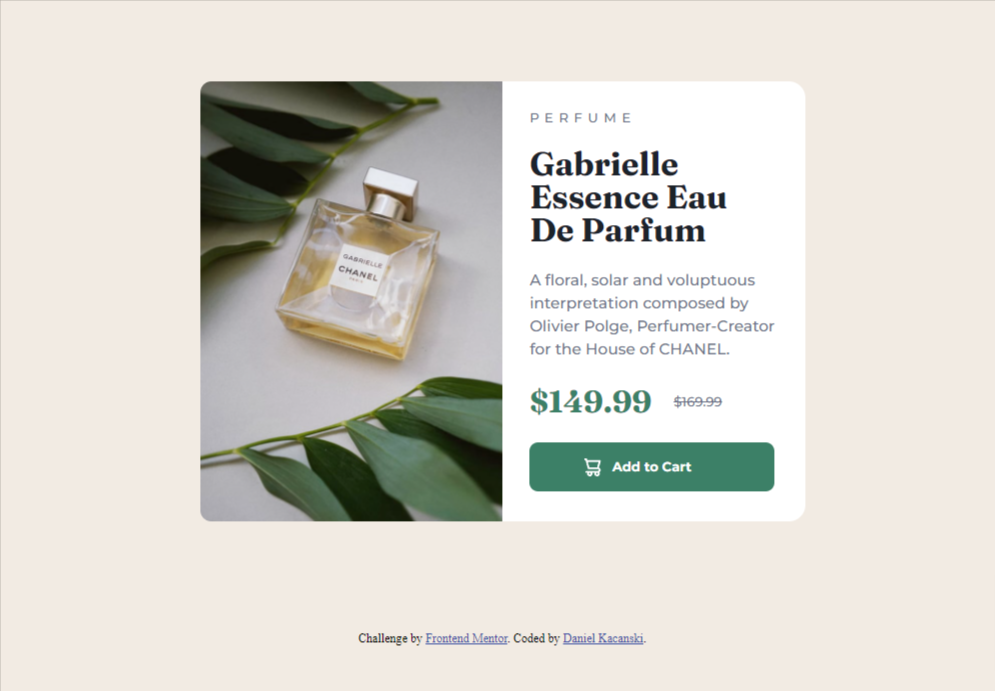 PERFUME
Gabrielle
Essence Eau
De Parfum
GABRIELLE
CHANEL
PARIS
A floral, solar and voluptuous
interpretation composed by
Olivier Polge, Perfumer-Creator
for the House of CHANEL.
$149.99 $169.99
Add to Cart
Challenge by Frontend Mentor. Coded by Daniel Kacanski.